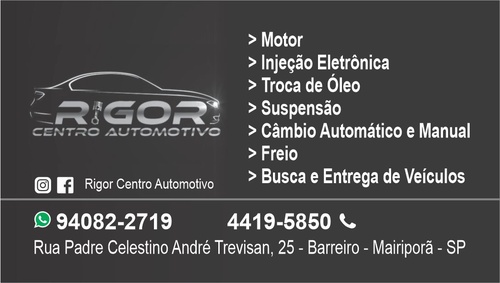 RIGOR
CENTRO AUTOMOTIVO
> Motor
> Injeção Eletrônica
> Troca de Óleo
> Suspensão
> Câmbio Automático e Manual
> Freio
> Busca e Entrega de Veículos
Rigor Centro Automotivo
94082-2719 4419-5850
Rua Padre Celestino André Trevisan, 25 - Barreiro - Mairiporã - SP